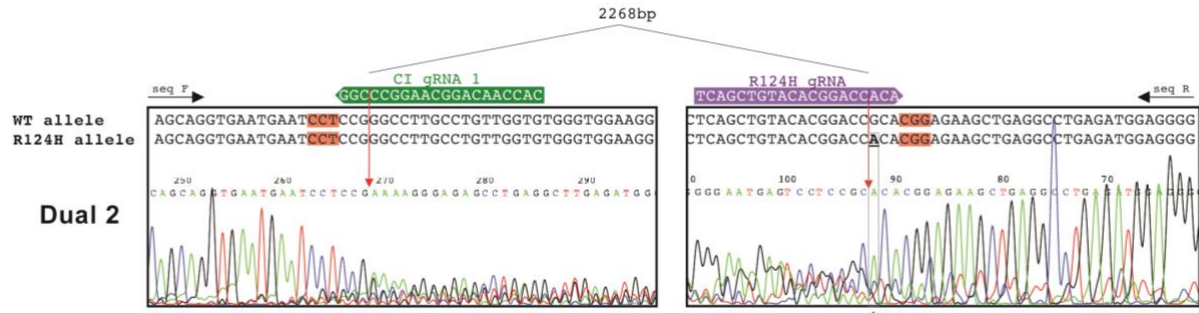 2268bp
CI gRNA 1
R124H gRNA
seq F
GGCCCGGAACGGACAACCAC
TCAGCTGTACACGGACCACA
seq R
WT allele
AGCAGGTGAATGAATCCTCCGGGCCTTGCCTGTTGGTGTGGGTGGAAGG
CTCAGCTGTACACGGACCGCACGGAGAAGCTGAGGCCTGAGATGGAGGGG
R124H allele
AGCAGGTGAATGAATCCTCCGGGCCTTGCCTGTTGGTGTGGGTGGAAGG
CTCAGCTGTACACGGACCACACGGAGAAGCTGAGGCCTGAGATGGAGGGG
250 260 270 280 290
100 90 80 70
CAGCAGGTGAATGAATCCTCCGAAAAGGGAGAGCCTGAGGCTTGAGATGG
GGGGAATGAGTCCTCCGCACACGGAGAAGCTGAGGCCTGAGATGGAGGGG
Dual 2